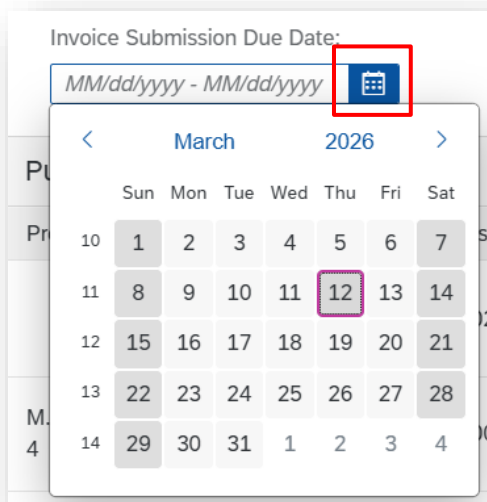 Invoice Submission Due Date:
MM/dd/yyyy - MM/dd/yyyy
March 2026
Sun Mon Tue Wed Thu Fri Sat
10 1 2 3 4 5 6 7
11 8 9 10 11 12 13 14
12 15 16 17 18 19 20 21
13 22 23 24 25 26 27 28
14 29 30 31 1 2 3 4
M.
4